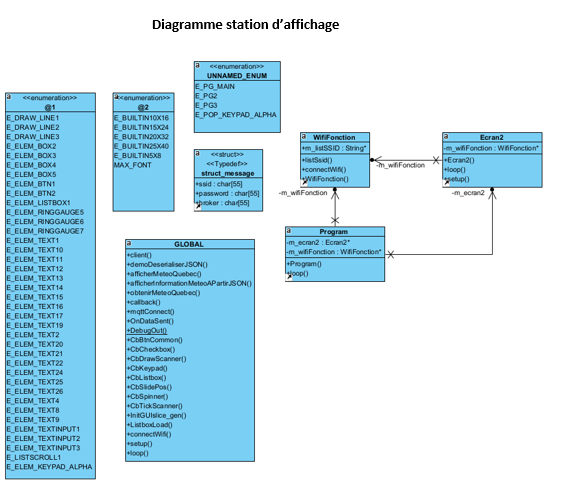 Diagramme station d'affichage
<<enumeration>>
@1
E_DRAW_LINE1
E_DRAW_LINE2
E_DRAW_LINE3
E_ELEM_BOX2
E_ELEM_BOX3
E_ELEM_BOX4
E_ELEM_BOX5
E_ELEM_BTN1
E_ELEM_BTN2
E_ELEM_LISTBOX1
E_ELEM_RINGGAUGE5
E_ELEM_RINGGAUGE6
E_ELEM_RINGGAUGE7
E_ELEM_TEXT1
E_ELEM_TEXT10
E_ELEM_TEXT11
E_ELEM_TEXT12
E_ELEM_TEXT13
E_ELEM_TEXT14
E_ELEM_TEXT15
E_ELEM_TEXT16
E_ELEM_TEXT17
E_ELEM_TEXT19
E_ELEM_TEXT2
E_ELEM_TEXT20
E_ELEM_TEXT21
E_ELEM_TEXT22
E_ELEM_TEXT24
E_ELEM_TEXT25
E_ELEM_TEXT26
E_ELEM_TEXT4
E_ELEM_TEXT8
E_ELEM_TEXT9
E_ELEM_TEXTINPUT1
E_ELEM_TEXTINPUT2
E_ELEM_TEXTINPUT3
E_LISTSCROLL1
E_ELEM_KEYPAD_ALPHA
<<enumeration>>
@2
E_BUILTIN10X16
E_BUILTIN15X24
E_BUILTIN20X32
E_BUILTIN25X40
E_BUILTIN5X8
MAX_FONT
<<enumeration>>
UNNAMED_ENUM
E_PG_MAIN
E_PG2
E_PG3
E_POP_KEYPAD_ALPHA
<<struct>>
<<Typedef>>
struct_message
+ssid : char[55]
+password : char[55]
+broker : char[55]
GLOBAL
+client()
+demoDeserialiserJSON()
+afficherMeteoQuebec()
+afficherInformationMeteoAPartirJSON()
+obtenirMeteoQuebec()
+callback()
+mqttConnect()
+OnDataSent()
+DebugOut()
+CbBtnCommon()
+CbCheckbox()
+CbDrawScanner()
+CbKeypad()
+CbListbox()
+CbSlidePos()
+CbSpinner()
+CbTickScanner()
+InitGUIslice_gen()
+ListboxLoad()
+connectWifi()
+setup()
+loop()
WifiFonction
+m_listSSID : String*
+listSsid()
+connectWifi()
+WifiFonction()
-m_wifiFonction
Ecran2
-m_wifiFonction : WifiFonction*
+Ecran2()
+loop()
+setup()
-m_wifiFonction
-m_ecran2
Program
-m_ecran2 : Ecran2*
-m_wifiFonction : WifiFonction*
+Program()
+loop()